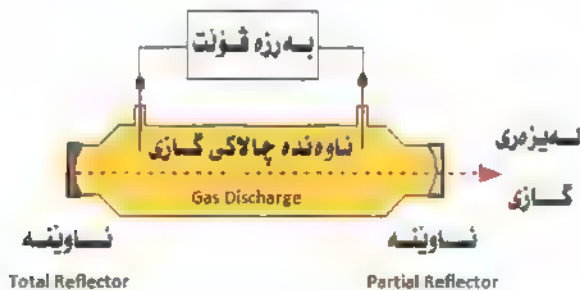 بەرزە ڤۆڵت
ناوەندە چالاکی گازی
Gas Discharge
لەیزەری
گازی
ئاوێنە
ئاوێنە
Total Reflector
Partial Reflector